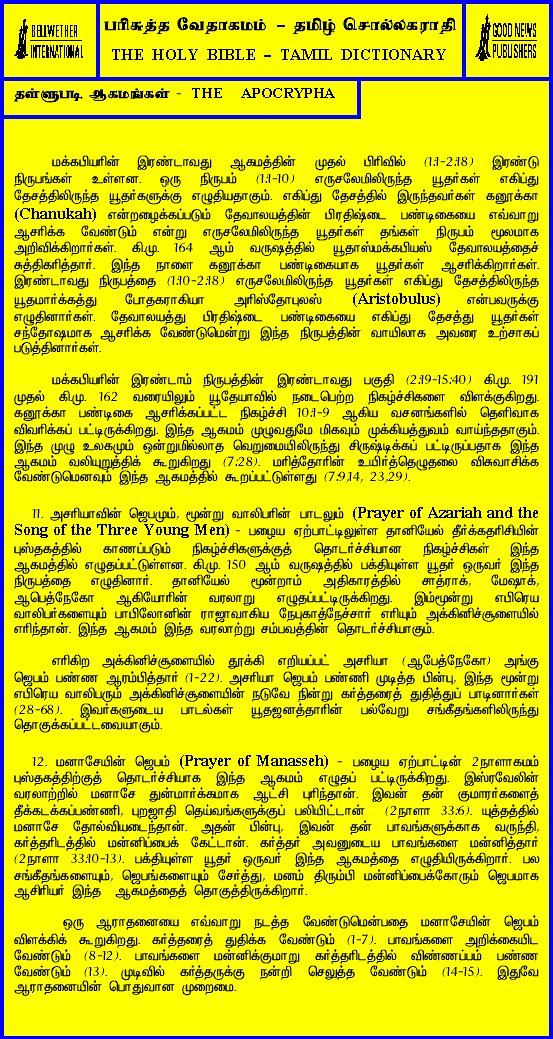 BELLWETHER
INTERNATIONAL
பரிசுத்த வேதாகமம் – தமிழ் சொல்லகராதி
THE HOLY BIBLE – TAMIL DICTIONARY
GOOD NEWS
PUBLISHERS
தள்ளுபடி ஆகமங்கள் - THE APOCRYPHA
மக்கபியரின் இரண்டாவது ஆகமத்தின் முதல் பிரிவில் (1:1-2:18) இரண்டு
நிருபங்கள் உள்ளன. ஒரு நிருபம் (1:1-10) எருசலேமிலிருந்த யூதர்கள் எகிப்து
தேசத்திலிருந்த யூதர்களுக்கு எழுதியதாகும். எகிப்து தேசத்தில் இருந்தவர்கள் கனூக்கா
(Chanukah) என்றழைக்கப்படும் தேவாலயத்தின் பிரதிஷ்டை பண்டிகையை எவ்வாறு
ஆசரிக்க வேண்டும் என்று எருசலேமிலிருந்த யூதர்கள் தங்கள் நிருபம் மூலமாக
அறிவிக்கிறார்கள். கி.மு. 164 ஆம் வருஷத்தில் யூதாஸ்மக்கபியஸ் தேவாலயத்தைச்
சுத்திகரித்தார். இந்த நாளை கனூக்கா பண்டிகையாக யூதர்கள் ஆசரிக்கிறார்கள்.
இரண்டாவது நிருபத்தை (1:10-2:18) எருசலேமிலிருந்த யூதர்கள் எகிப்து தேசத்திலிருந்த
யூதமார்க்கத்து போதகராகியா அரிஸ்தோபுலஸ் (Aristobulus) என்பவருக்கு
எழுதினார்கள். தேவாலயத்து பிரதிஷ்டை பண்டிகையை எகிப்து தேசத்து யூதர்கள்
சந்தோஷமாக ஆசரிக்க வேண்டுமென்று இந்த நிருபத்தின் வாயிலாக அவரை உற்சாகப்
படுத்தினார்கள்.
மக்கபியரின் இரண்டாம் நிருபத்தின் இரண்டாவது பகுதி (2:19-15:40) கி.மு. 191
முதல் கி.மு. 162 வரையிலும் யூதேயாவில் நடைபெற்ற நிகழ்ச்சிகளை விளக்குகிறது.
கனூக்கா பண்டிகை ஆசரிக்கப்பட்ட நிகழ்ச்சி 10:1-9 ஆகிய வசனங்களில் தெளிவாக
விவரிக்கப் பட்டிருக்கிறது. இந்த ஆகமம் முழுவதுமே மிகவும் முக்கியத்துவம் வாய்ந்ததாகும்.
இந்த முழு உலகமும் ஒன்றுமில்லாத வெறுமையிலிருந்து சிருஷ்டிக்கப் பட்டிருப்பதாக இந்த
ஆகமம் வலியுறுத்திக் கூறுகிறது (7:28). மரித்தோரின் உயிர்த்தெழுதலை விசுவாசிக்க
வேண்டுமெனவும் இந்த ஆகமத்தில் கூறப்பட்டுள்ளது (7:9,14, 23,29).
11. அசரியாவின் ஜெபமும், மூன்று வாலிபரின் பாடலும் (Prayer of Azariah and the
Song of the Three Young Men) - பழைய ஏற்பாட்டிலுள்ள தானியேல் தீர்க்கதரிசியின்
புஸ்தகத்தில் காணப்படும் நிகழ்ச்சிகளுக்குத் தொடர்ச்சியான நிகழ்ச்சிகள் இந்த
ஆகமத்தில் எழுதப்பட்டுள்ளன. கி.மு. 150 ஆம் வருஷத்தில் பக்தியுள்ள யூதர் ஒருவர் இந்த
நிருபத்தை எழுதினார். தானியேல் மூன்றாம் அதிகாரத்தில் சாத்ராக், மேஷாக்,
ஆபெத்நேகோ ஆகியோரின் வரலாறு எழுதப்பட்டிருக்கிறது. இம்மூன்று எபிரெய
வாலிபர்களையும் பாபிலோனின் ராஜாவாகிய நேபுகாத்நேச்சார் எரியும் அக்கினிச்சூளையில்
எறிந்தான். இந்த ஆகமம் இந்த வரலாற்று சம்பவத்தின் தொடர்ச்சியாகும்.
எரிகிற அக்கினிச்சூளையில் தூக்கி எறியப்பட் அசரியா (ஆபேத்நேகோ) அங்கு
ஜெபம் பண்ண ஆரம்பித்தார் (1-22). அசரியா ஜெபம் பண்ணி முடித்த பின்பு, இந்த மூன்று
எபிரெய வாலிபரும் அக்கினிச்சூளையின் நடுவே நின்று கர்த்தரைத் துதித்துப் பாடினார்கள்
(28-68). இவர்களுடைய பாடல்கள் யூதஜனத்தாரின் பல்வேறு சங்கீதங்களிலிருந்து
தொகுக்கப்பட்டவையாகும்.
12. மனாசேயின் ஜெபம் (Prayer of Manasseh) - பழைய ஏற்பாட்டின் 2நாளாகமம்
புஸ்தகத்திற்குத் தொடர்ச்சியாக இந்த ஆகமம் எழுதப் பட்டிருக்கிறது. இஸ்ரவேலின்
வரலாற்றில் மனாசே துன்மார்க்கமாக ஆட்சி புரிந்தான். இவன் தன் குமாரர்களைத்
தீக்கடக்கப்பண்ணி, புறஜாதி தெய்வங்களுக்குப் பலியிட்டான் (2நாளா 33:6). யுத்தத்தில்
மனாசே தோல்வியடைந்தான். அதன் பின்பு, இவன் தன் பாவங்களுக்காக வருந்தி,
கர்த்தரிடத்தில் மன்னிப்பைக் கேட்டான். கர்த்தர் அவனுடைய பாவங்களை மன்னித்தார்
(2நாளா 33:10-13). பக்தியுள்ள யூதர் ஒருவர் இந்த ஆகமத்தை எழுதியிருக்கிறார். பல
சங்கீதங்களையும், ஜெபங்களையும் சேர்த்து, மனம் திரும்பி மன்னிப்பைக்கோரும் ஜெபமாக
ஆசிரியர் இந்த ஆகமத்தைத் தொகுத்திருக்கிறார்.
ஒரு ஆராதனையை எவ்வாறு நடத்த வேண்டுமென்பதை மனாசேயின் ஜெபம்
விளக்கிக் கூறுகிறது. கர்த்தரைத் துதிக்க வேண்டும் (1-7). பாவங்களை அறிக்கையிட
வேண்டும் (8-12). பாவங்களை மன்னிக்குமாறு கர்த்தரிடத்தில் விண்ணப்பம் பண்ண
வேண்டும் (13). முடிவில் கர்த்தருக்கு நன்றி செலுத்த வேண்டும் (14-15). இதுவே
ஆராதனையின் பொதுவான முறைமை.